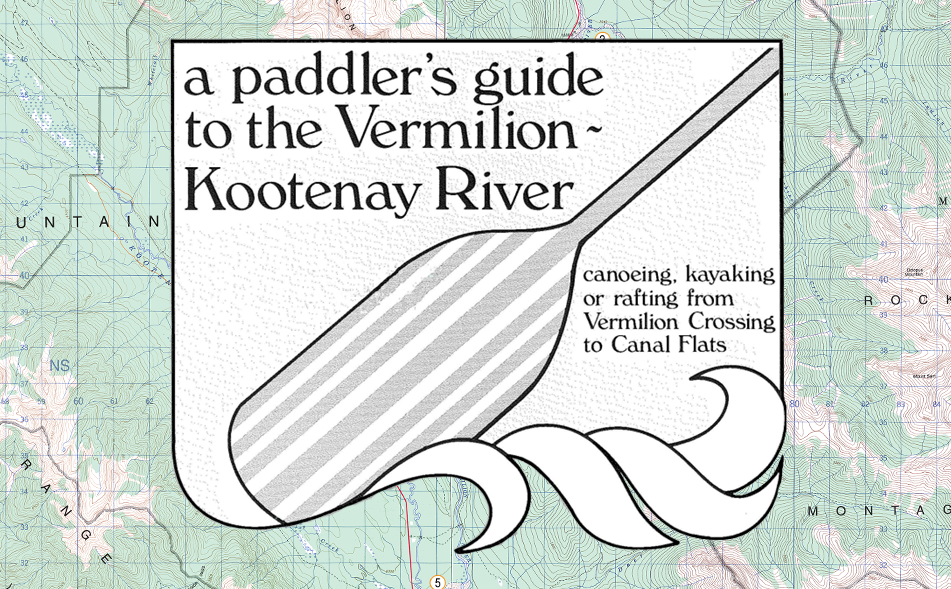 a paddler's guide
to the Vermilion -
Kootenay River
canoeing, kayaking
or rafting from
Vermilion Crossing
to Canal Flats
UNTAIN
NS
RANGE
ROCK
MONTAG
5